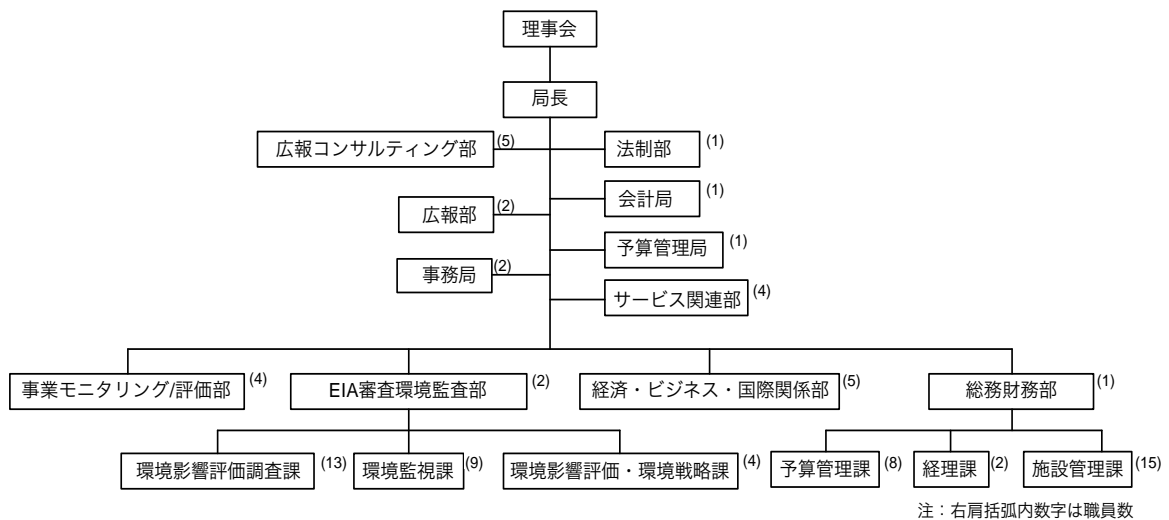 理事会
局長
広報コンサルティング部 (5)
法制部 (1)
会計局 (1)
広報部 (2)
予算管理局 (1)
事務局 (2)
サービス関連部 (4)
事業モニタリング/評価部 (4)
EIA審査環境監査部 (2)
経済・ビジネス・国際関係部 (5)
総務財務部 (1)
環境影響評価調査課 (13)
環境監視課 (9)
環境影響評価・環境戦略課 (4)
予算管理課 (8)
経理課 (2)
施設管理課 (15)
注：右肩括弧内数字は職員数